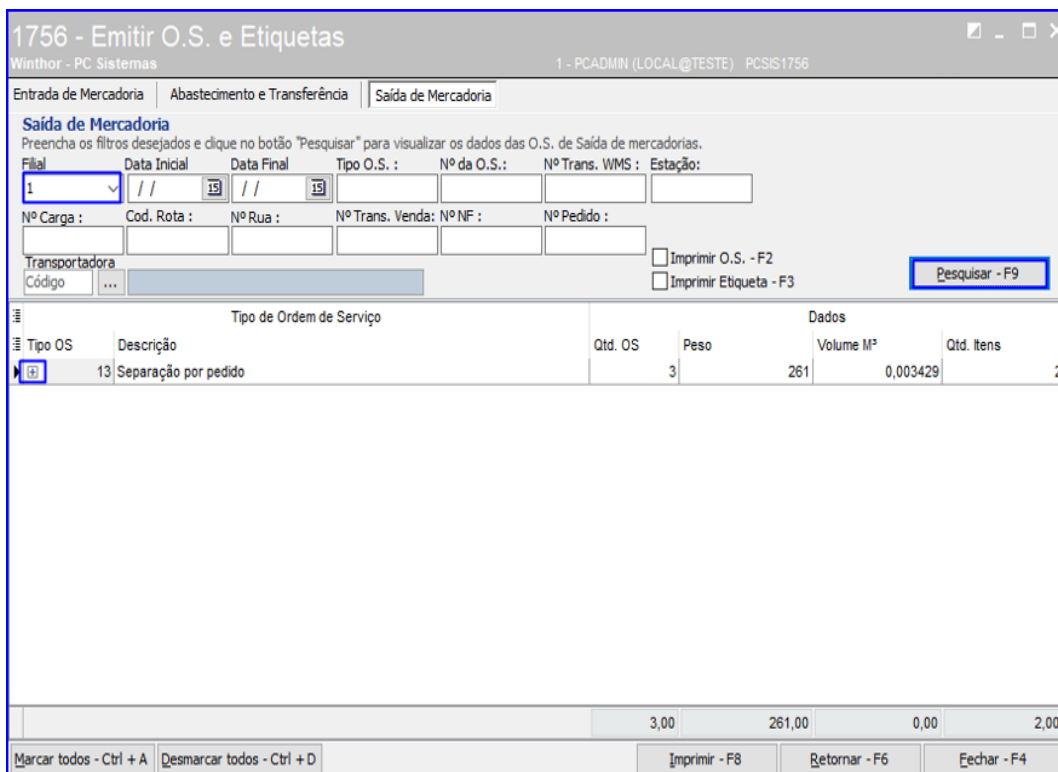 1756 - Emitir O.S. e Etiquetas
Winthor - PC Sistemas 1 - PCADMIN (LOCAL@TESTE) PCSIS1756
Entrada de Mercadoria Abastecimento e Transferência Saída de Mercadoria
Saída de Mercadoria
Preencha os filtros desejados e clique no botão "Pesquisar" para visualizar os dados das O.S. de Saída de mercadorias.
Filial Data Inicial Data Final Tipo O.S. : Nº da O.S.: Nº Trans. WMS : Estação:
1 / / 15 / / 15
Nº Carga : Cod. Rota : Nº Rua : Nº Trans. Venda: Nº NF : Nº Pedido :
Transportadora Imprimir O.S. - F2
Código ... Imprimir Etiqueta - F3 Pesquisar - F9
Tipo de Ordem de Serviço Dados
Tipo OS Descrição Qtd. OS Peso Volume M³ Qtd. Itens
13 Separação por pedido 3 261 0,003429 2
3,00 261,00 0,00 2,00
Marcar todos - Ctrl + A Desmarcar todos - Ctrl + D Imprimir - F8 Retornar - F6 Fechar - F4